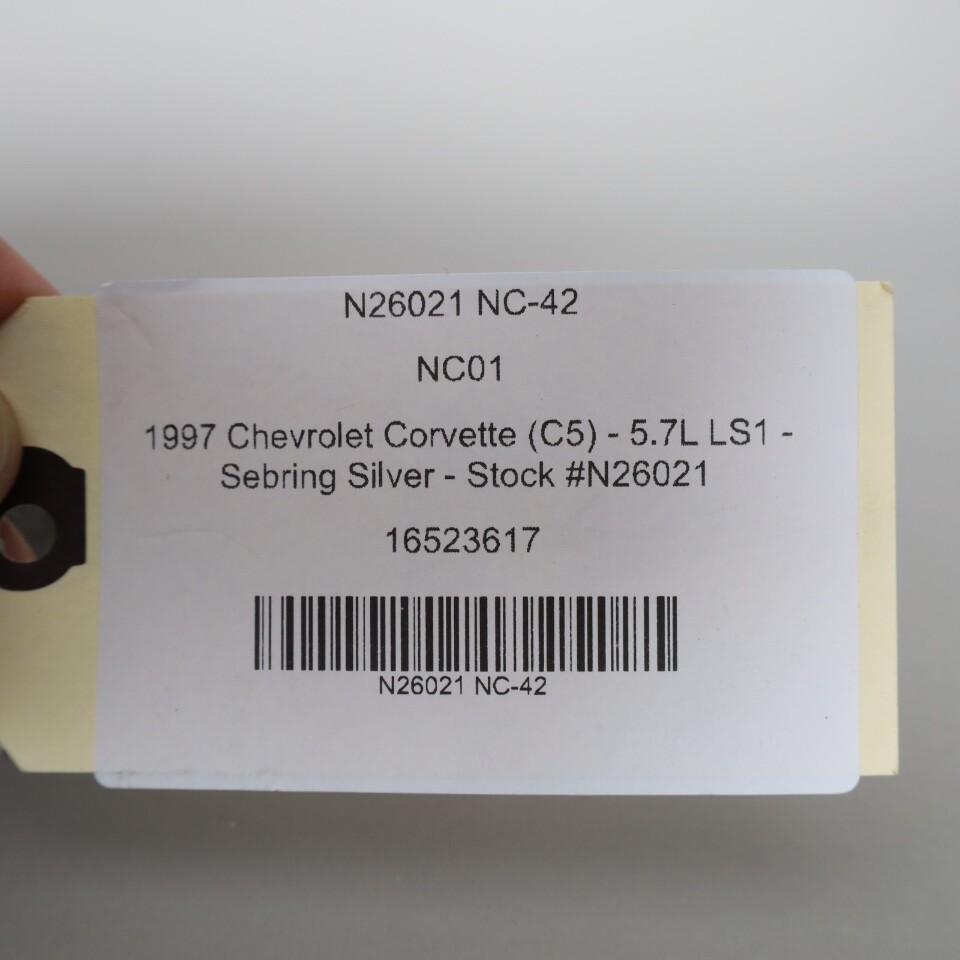 N26021 NC-42
NC01
1997 Chevrolet Corvette (C5) - 5.7L LS1 -
Sebring Silver - Stock #N26021
16523617
N26021 NC-42